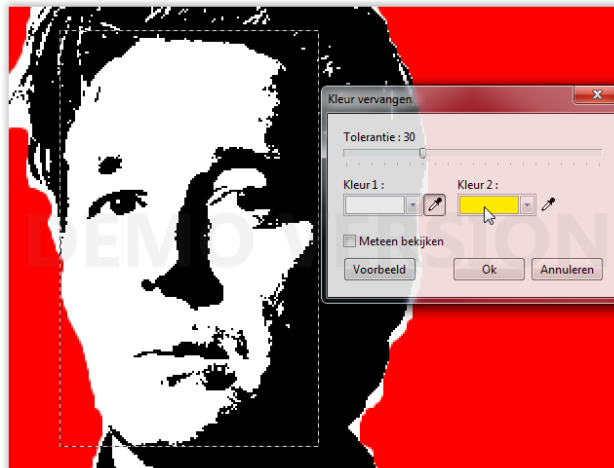 Kleur vervangen
Tolerantie : 30
Kleur 1 :
Kleur 2 :
Meteen bekijken
Voorbeeld
Ok
Annuleren
DEMO VERSION